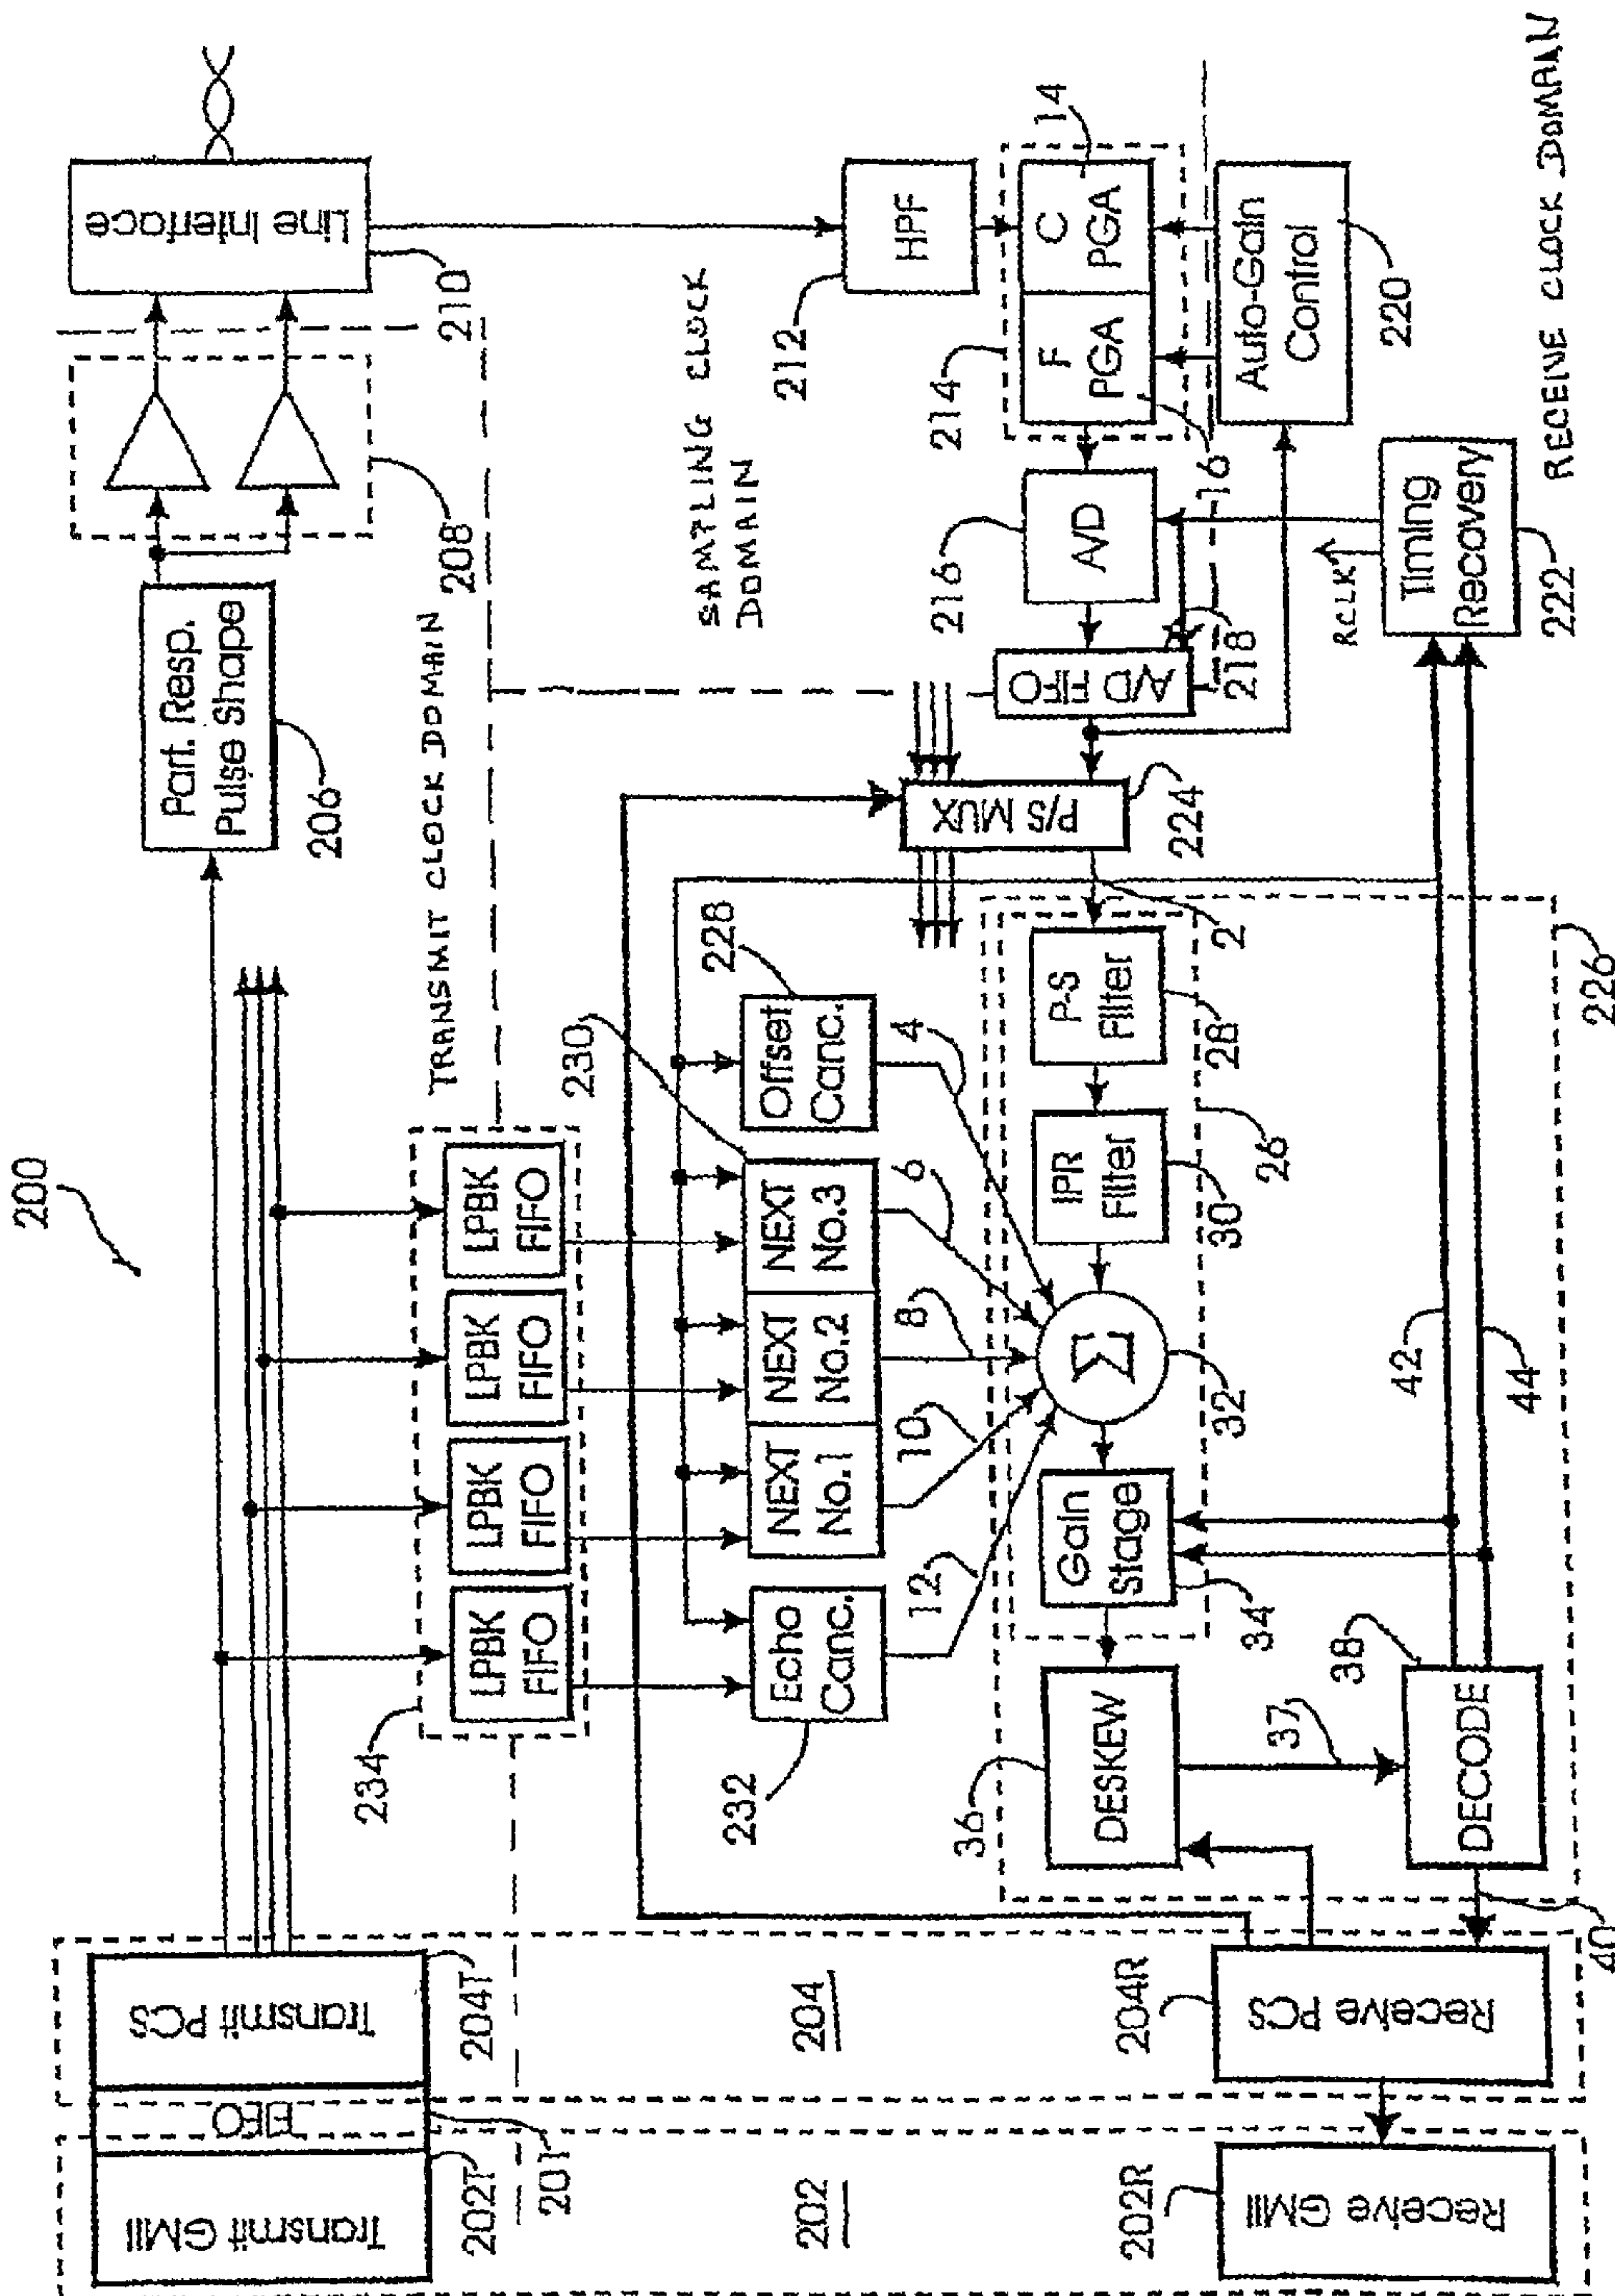 200
Transmit GMII
202T
FIFO
201
Transmit PCS
204T
Part. Resp.
Pulse Shape
206
208
Line Interface
210
TRANSMIT CLOCK DOMAIN
SAMPLING CLOCK
DOMAIN
RECEIVE CLOCK DOMAIN
234
LPBK
FIFO
LPBK
FIFO
LPBK
FIFO
LPBK
FIFO
230
228
Echo
Canc.
232
NEXT
No.1
NEXT
No.2
NEXT
No.3
Offset
Canc.
12
10
8
6
4
HPF
212
214
F
PGA
C
PGA
14
16
A/D
216
A/D FIFO
218
P/S MUX
224
2
Auto-Gain
Control
220
RCLK
Timing
Recovery
222
202
204
P-S
Filter
28
IPR
Filter
30
26
Σ
32
Gain
Stage
34
DESKEW
36
37
DECODE
38
40
42
44
226
Receive PCS
204R
Receive GMII
202R